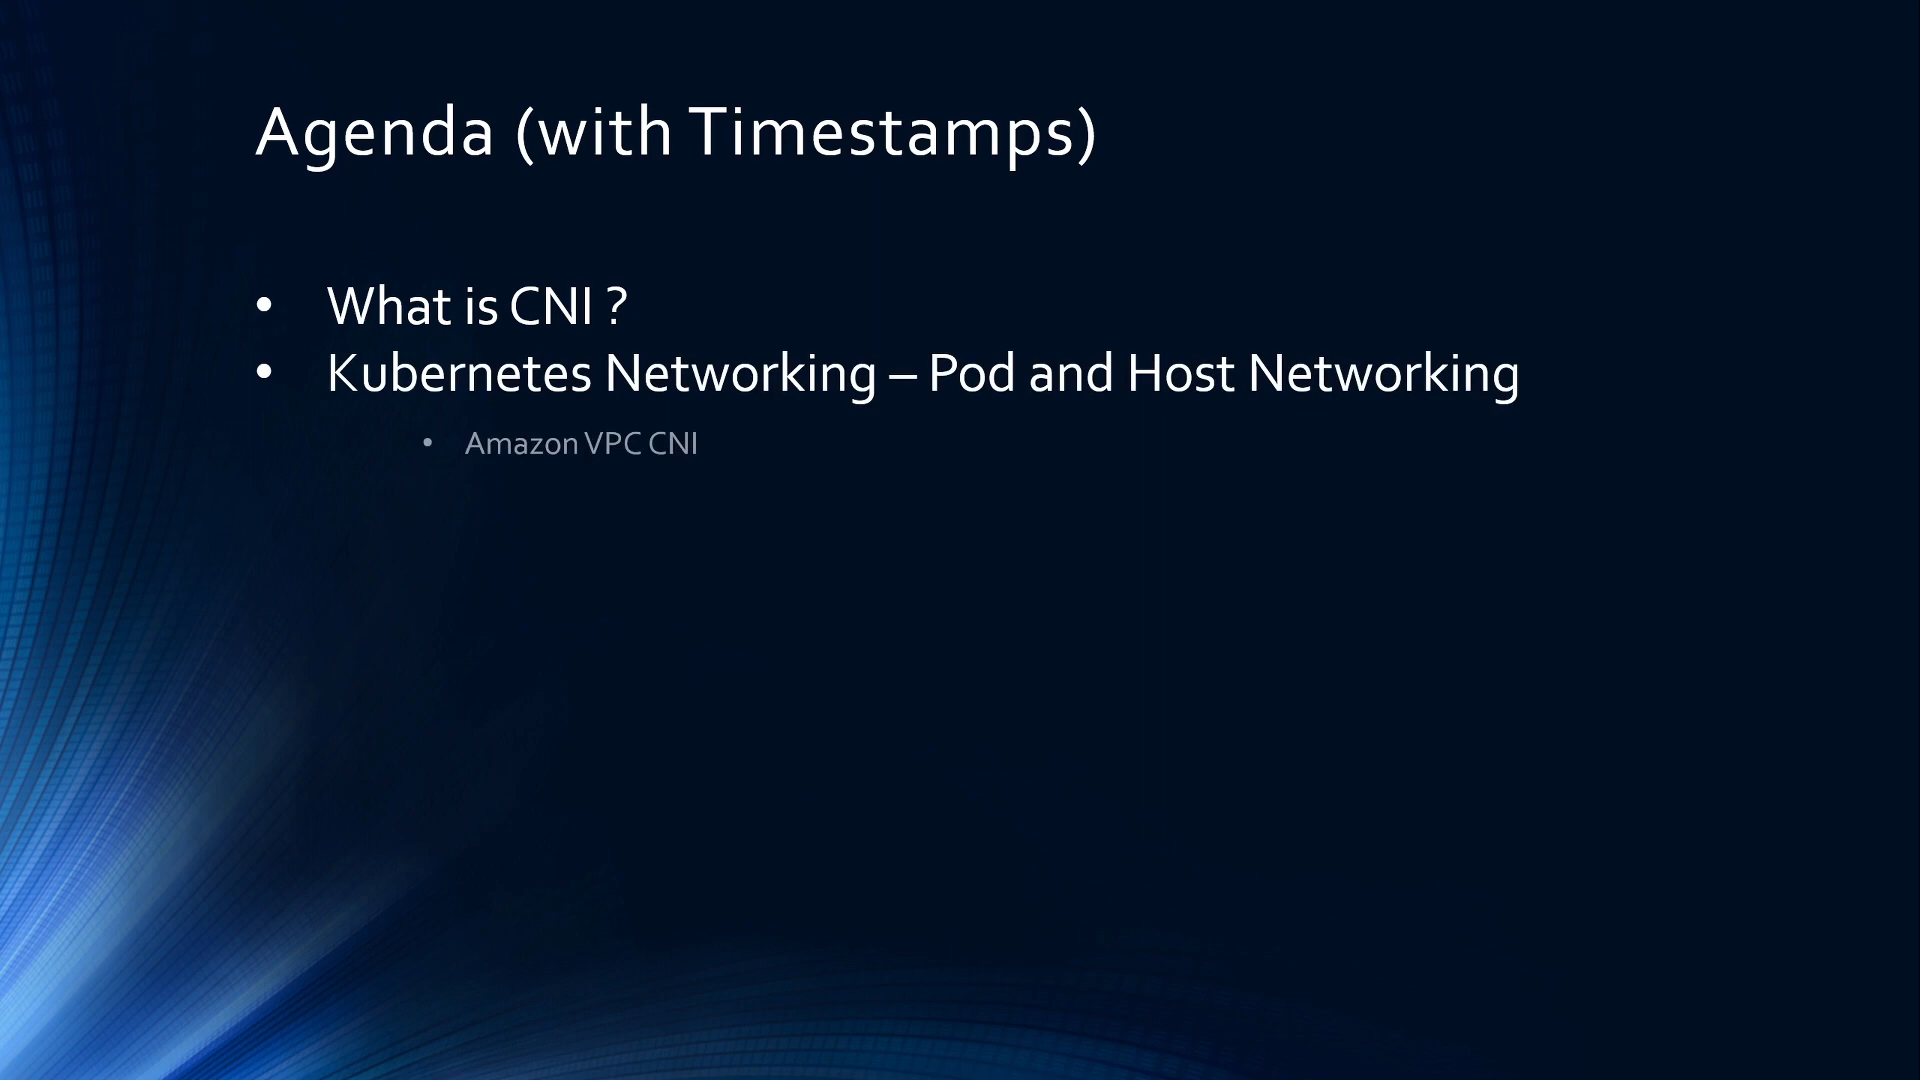 Agenda (with Timestamps)
• What is CNI ?
• Kubernetes Networking – Pod and Host Networking
• Amazon VPC CNI